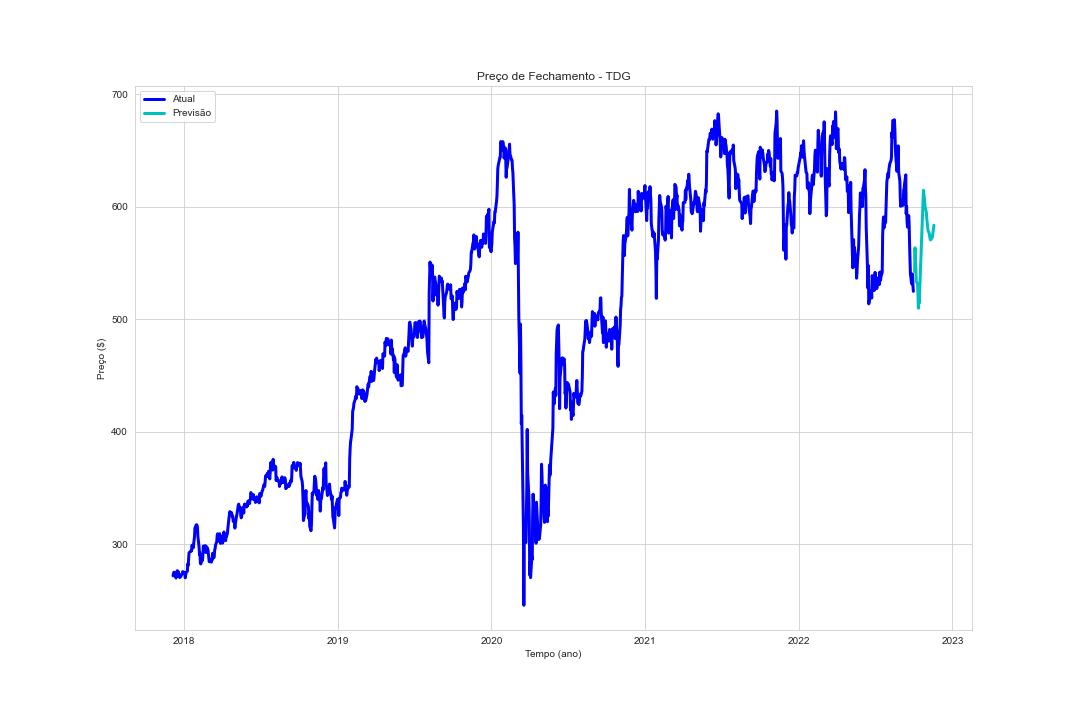 Preço de Fechamento - TDG
Atual
Previsão
700
600
500
400
300
Preço ($)
2018 2019 2020 2021 2022 2023
Tempo (ano)